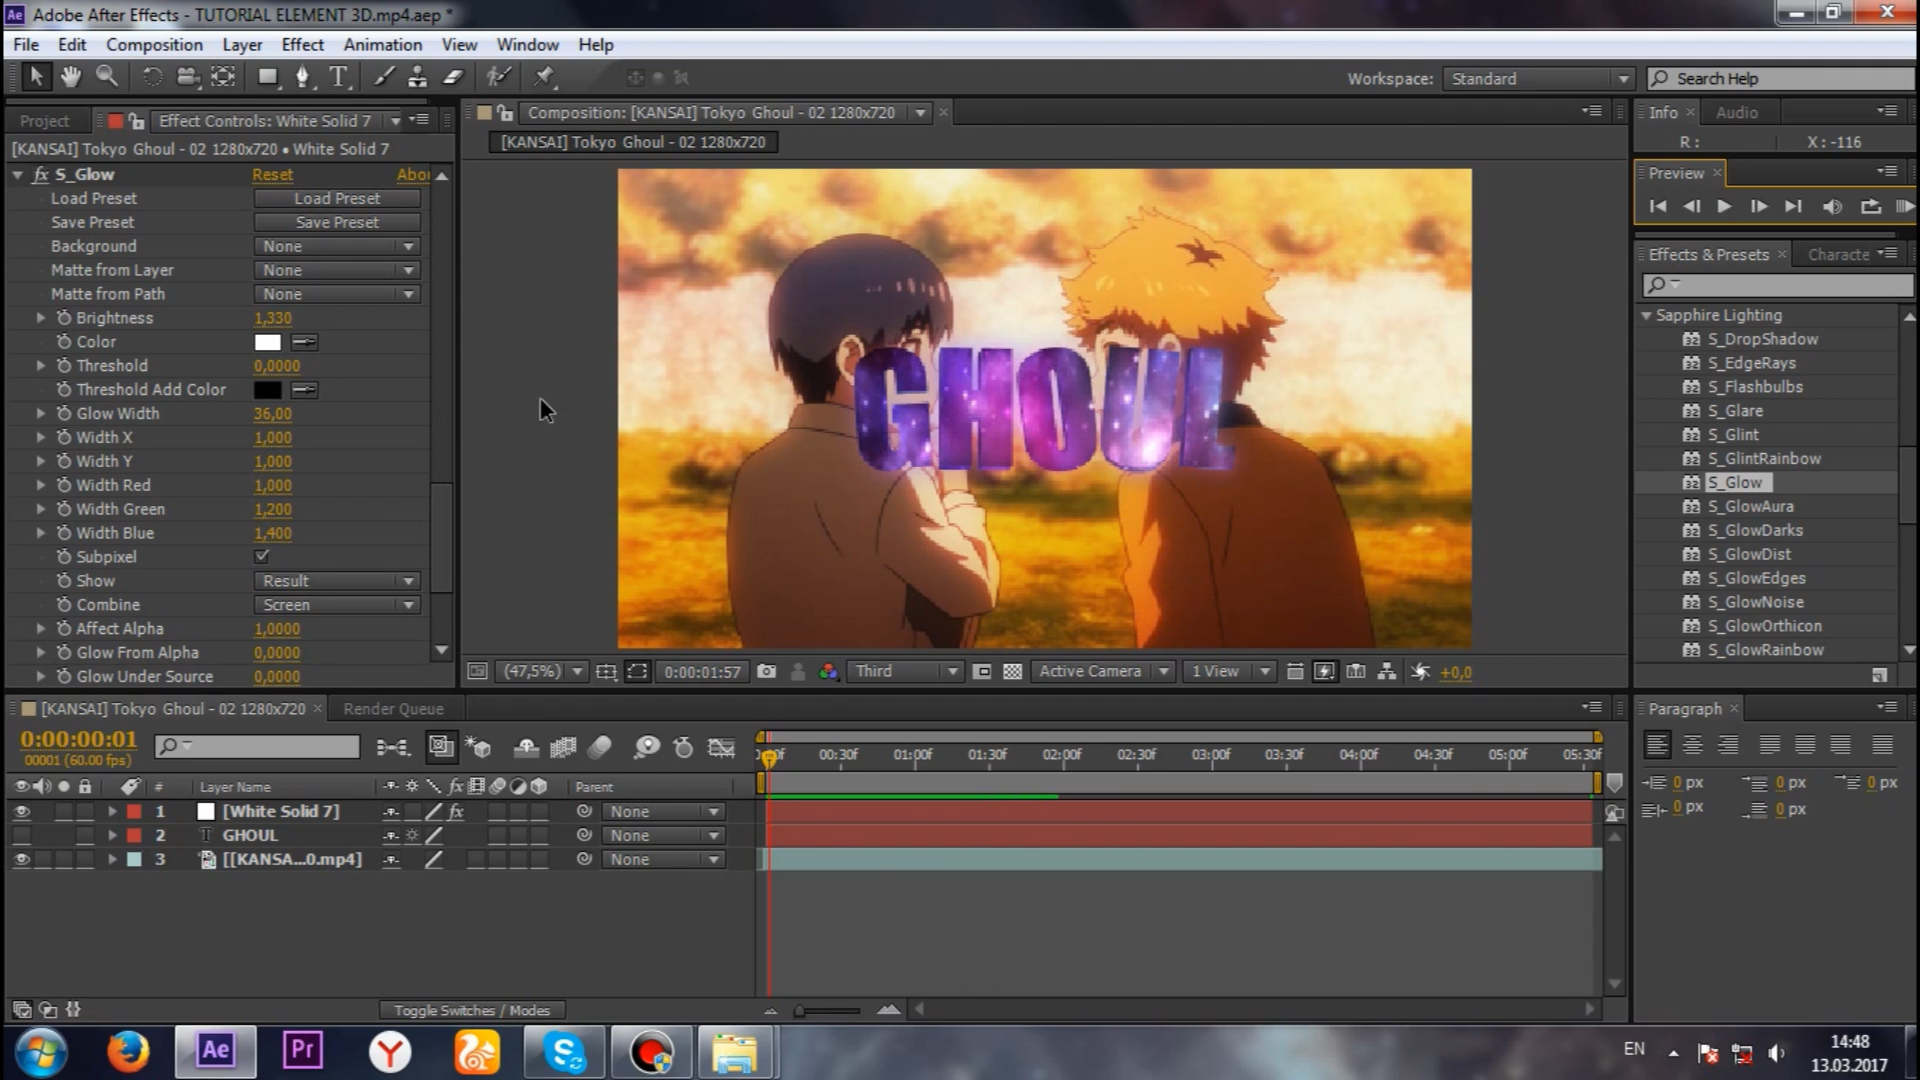 Ae Adobe After Effects - TUTORIAL ELEMENT 3D.mp4.aep *
File Edit Composition Layer Effect Animation View Window Help
Workspace: Standard Search Help
Project Effect Controls: White Solid 7
[KANSAI] Tokyo Ghoul - 02 1280x720 • White Solid 7
fx S_Glow Reset Abou
Load Preset Load Preset
Save Preset Save Preset
Background None
Matte from Layer None
Matte from Path None
Brightness 1,330
Color
Threshold 0,0000
Threshold Add Color
Glow Width 36,00
Width X 1,000
Width Y 1,000
Width Red 1,000
Width Green 1,200
Width Blue 1,400
Subpixel
Show Result
Combine Screen
Affect Alpha 1,0000
Glow From Alpha 0,0000
Glow Under Source 0,0000
Composition: [KANSAI] Tokyo Ghoul - 02 1280x720
[KANSAI] Tokyo Ghoul - 02 1280x720
GHOUL
(47,5%) 0:00:01:57 Third Active Camera 1 View +0,0
Info Audio
R: X: -116
Preview
Effects & Presets Characte
Sapphire Lighting
S_DropShadow
S_EdgeRays
S_Flashbulbs
S_Glare
S_Glint
S_GlintRainbow
S_Glow
S_GlowAura
S_GlowDarks
S_GlowDist
S_GlowEdges
S_GlowNoise
S_GlowOrthicon
S_GlowRainbow
[KANSAI] Tokyo Ghoul - 02 1280x720 Render Queue
0:00:00:01
00001 (60.00 fps)
00:30f 01:00f 01:30f 02:00f 02:30f 03:00f 03:30f 04:00f 04:30f 05:00f 05:30f
# Layer Name fx Parent
1 [White Solid 7] fx None
2 T GHOUL None
3 [[KANSA...0.mp4] None
Toggle Switches / Modes
Paragraph
0 px 0 px 0 px
0 px 0 px
Ae Pr Y S
EN 14:48
13.03.2017